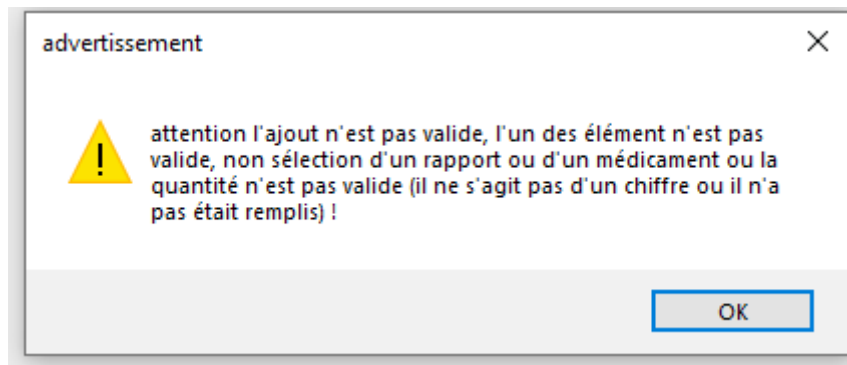 advertissement
attention l'ajout n'est pas valide, l'un des élément n'est pas
valide, non sélection d'un rapport ou d'un médicament ou la
quantité n'est pas valide (il ne s'agit pas d'un chiffre ou il n'a
pas était remplis) !
OK